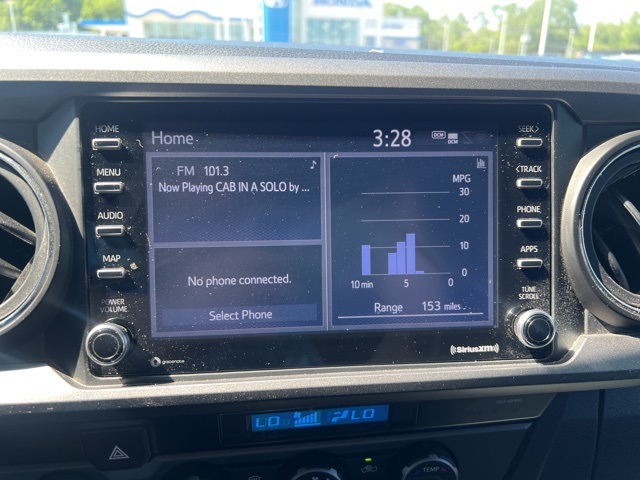 HONDA
HOME
MENU
AUDIO
MAP
POWER
VOLUME
Home
3:28
DCM
DCM
FM 101.3
Now Playing CAB IN A SOLO by ...
No phone connected.
Select Phone
MPG
30
20
10
0
10 min 5 0
Range 153 miles
SEEK>
<TRACK
PHONE
APPS
TUNE
SCROLL
gracenote
((SiriusXM))
LO LO
TEMP